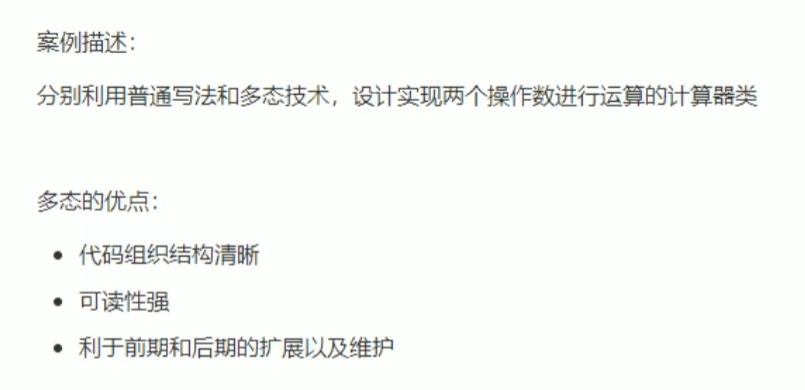 案例描述：
分别利用普通写法和多态技术，设计实现两个操作数进行运算的计算器类
多态的优点：
• 代码组织结构清晰
• 可读性强
• 利于前期和后期的扩展以及维护